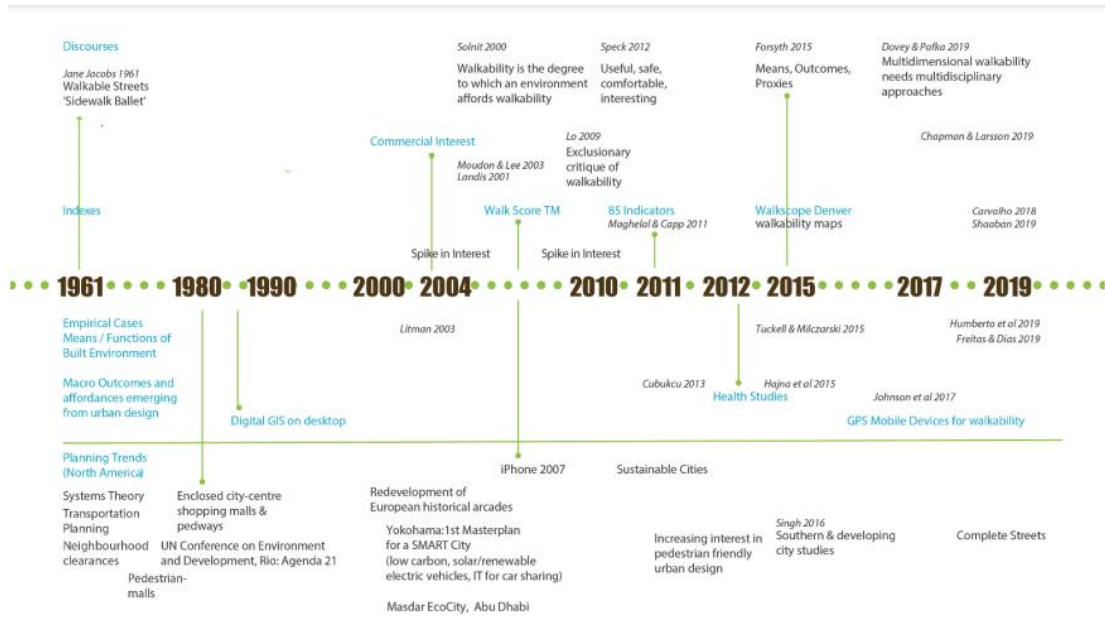 Discourses
Jane Jacobs 1961
Walkable Streets
'Sidewalk Ballet'
Solnit 2000
Walkability is the degree
to which an environment
affords walkability
Speck 2012
Useful, safe,
comfortable,
interesting
Forsyth 2015
Means, Outcomes,
Proxies
Dovey & Pafka 2019
Multidimensional walkability
needs multidisciplinary
approaches
Commercial Interest
Moudon & Lee 2003
Landis 2001
Lo 2009
Exclusionary
critique of
walkability
Chapman & Larsson 2019
Indexes
Walk Score TM
85 Indicators
Maghelal & Capp 2011
Walkscope Denver
walkability maps
Carvalho 2018
Shaaban 2019
Spike in Interest
Spike in Interest
1961 1980 1990 2000 2004 2010 2011 2012 2015 2017 2019
Empirical Cases
Means / Functions of
Built Environment
Litman 2003
Tuckell & Milczarski 2015
Humberto et al 2019
Freitas & Dias 2019
Macro Outcomes and
affordances emerging
from urban design
Digital GIS on desktop
Cubukcu 2013
Hajna et al 2015
Health Studies
Johnson et al 2017
GPS Mobile Devices for walkability
Planning Trends
(North America)
iPhone 2007
Sustainable Cities
Systems Theory
Transportation
Planning
Neighbourhood
clearances
Pedestrian-
malls
Enclosed city-centre
shopping malls &
pedways
UN Conference on Environment
and Development, Rio: Agenda 21
Redevelopment of
European historical arcades
Yokohama:1st Masterplan
for a SMART City
(low carbon, solar/renewable
electric vehicles, IT for car sharing)
Masdar EcoCity, Abu Dhabi
Increasing interest in
pedestrian friendly
urban design
Singh 2016
Southern & developing
city studies
Complete Streets